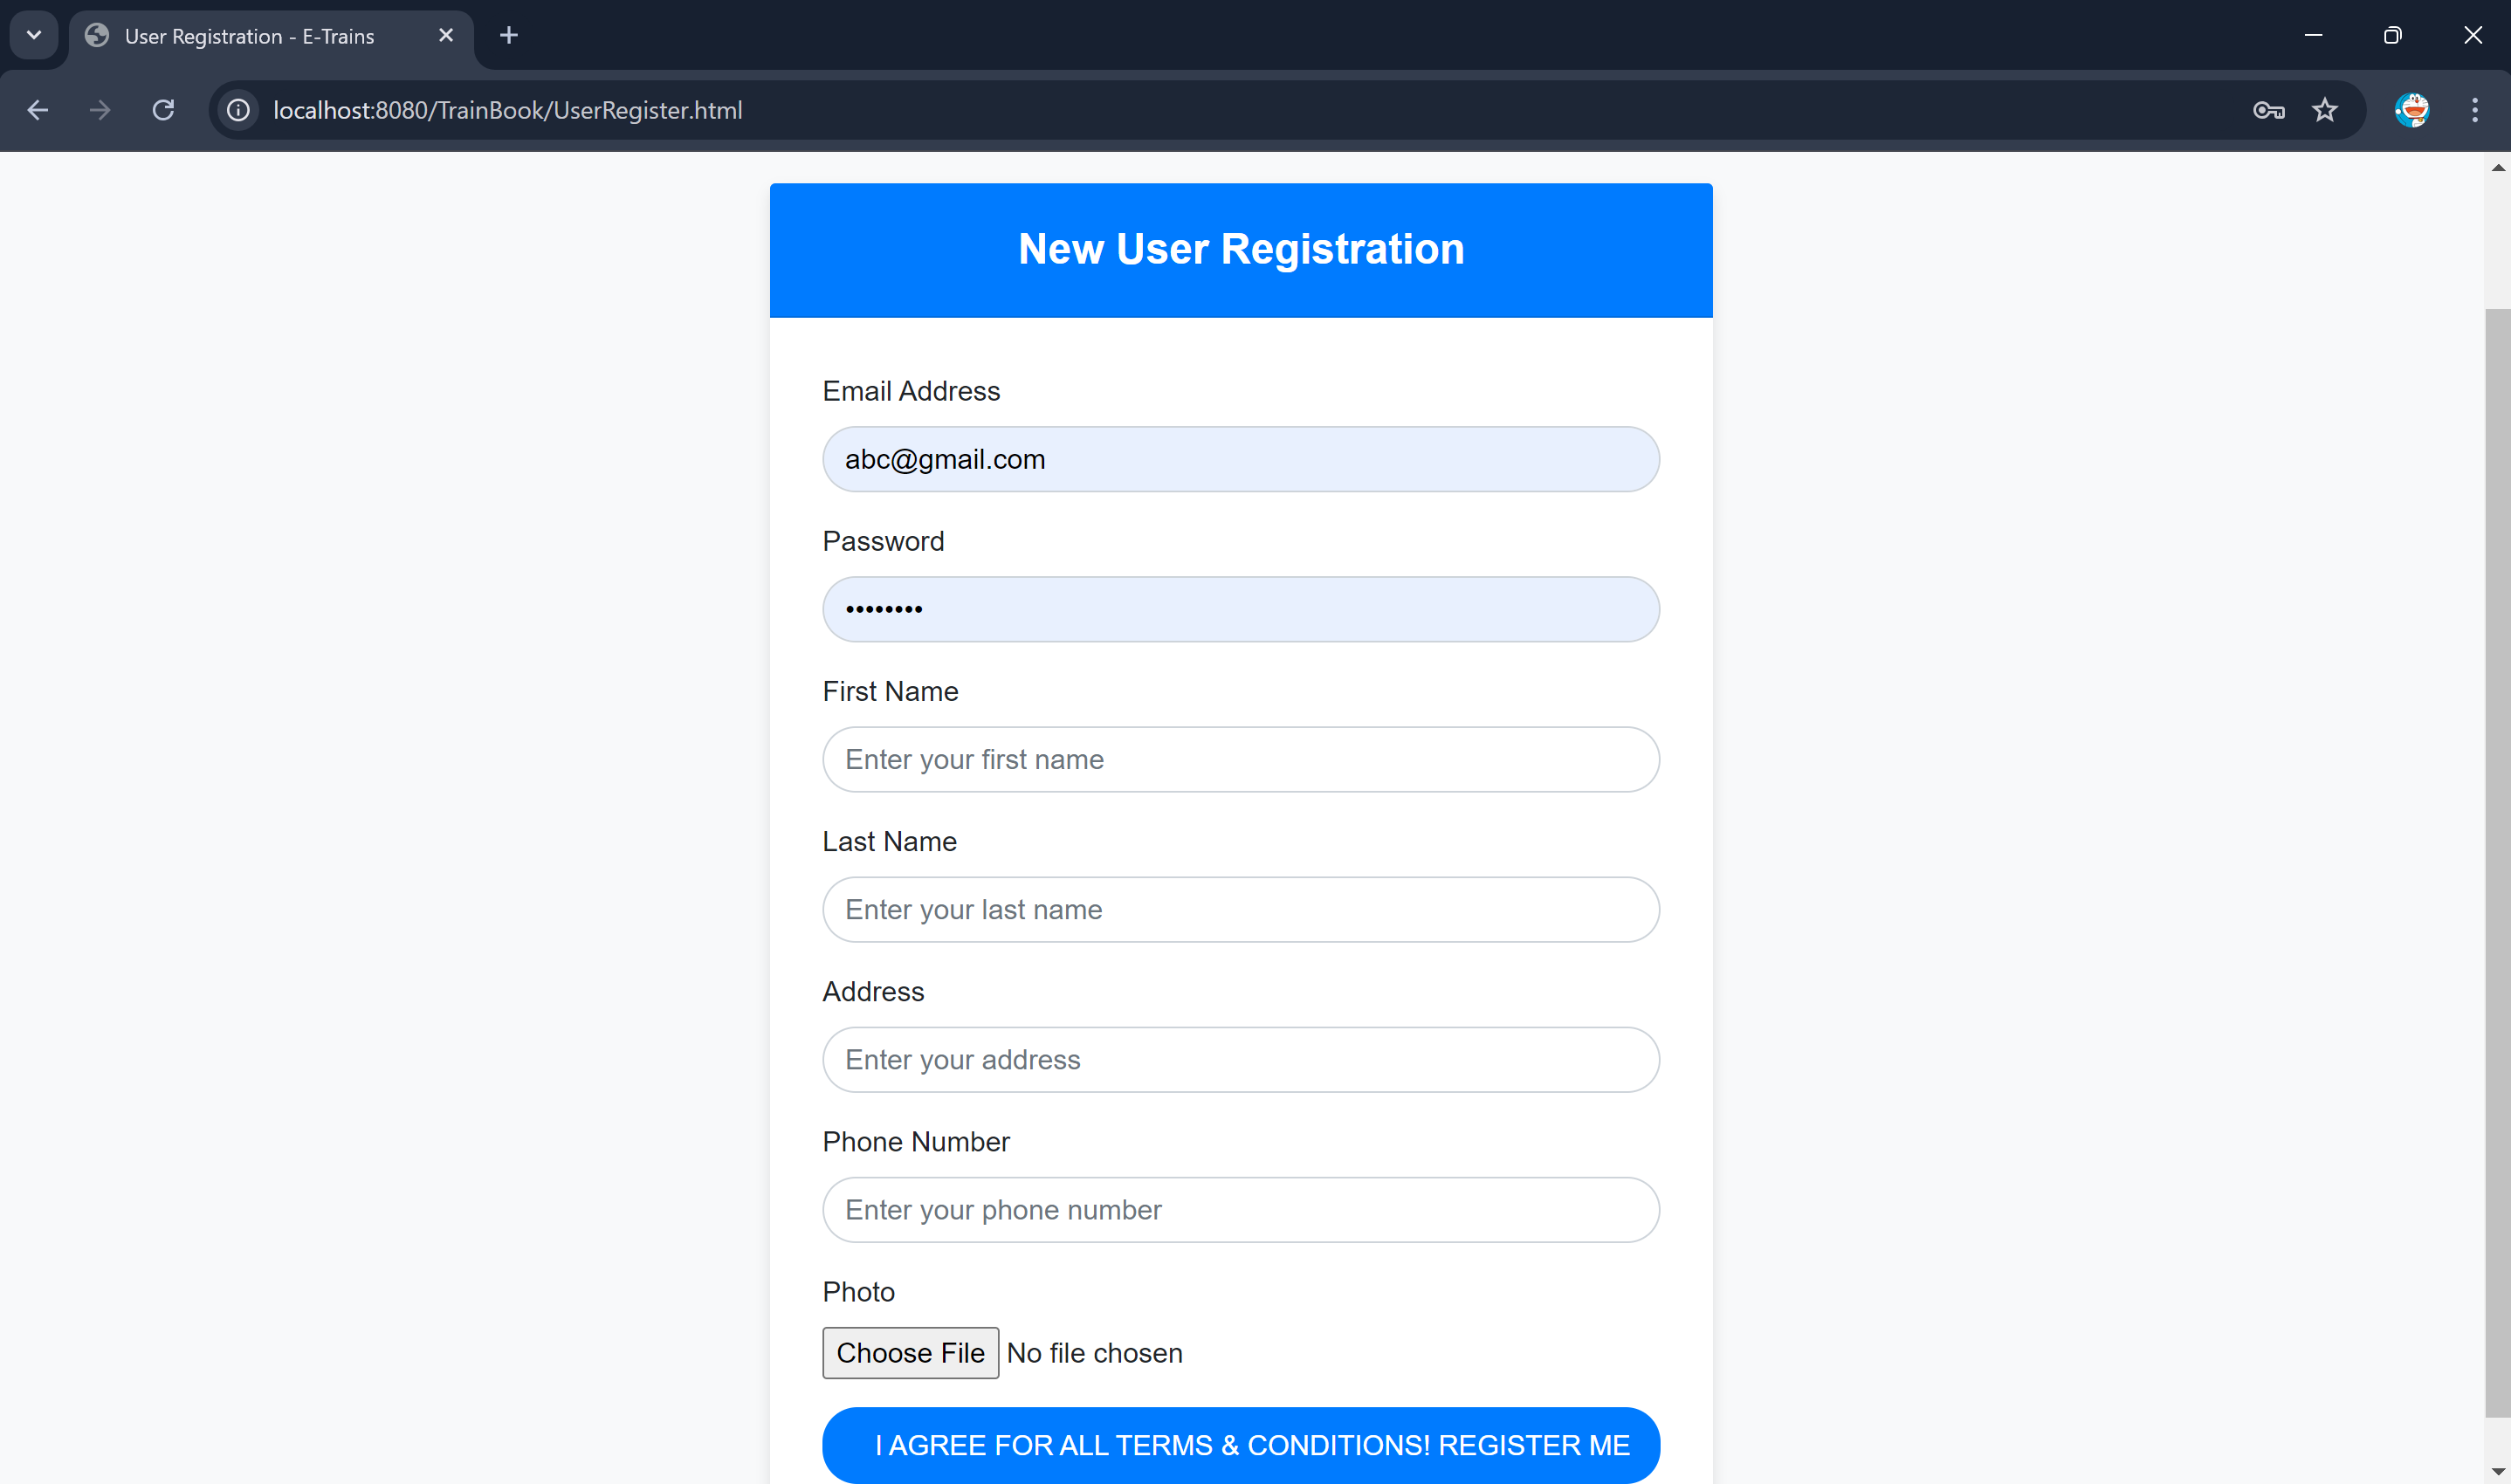 User Registration - E-Trains
localhost:8080/TrainBook/UserRegister.html
New User Registration
Email Address
abc@gmail.com
Password
••••••••
First Name
Enter your first name
Last Name
Enter your last name
Address
Enter your address
Phone Number
Enter your phone number
Photo
Choose File No file chosen
I AGREE FOR ALL TERMS & CONDITIONS! REGISTER ME